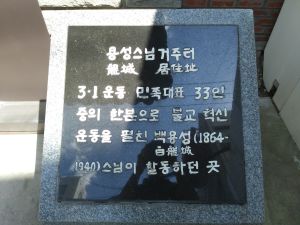 용성스님거주터
龍城 居住址
3·1운동 민족대표 33인
중의 한분으로 불교 혁신
운동을 펼친 백용성(1864-
白龍城
1940)스님이 활동하던 곳